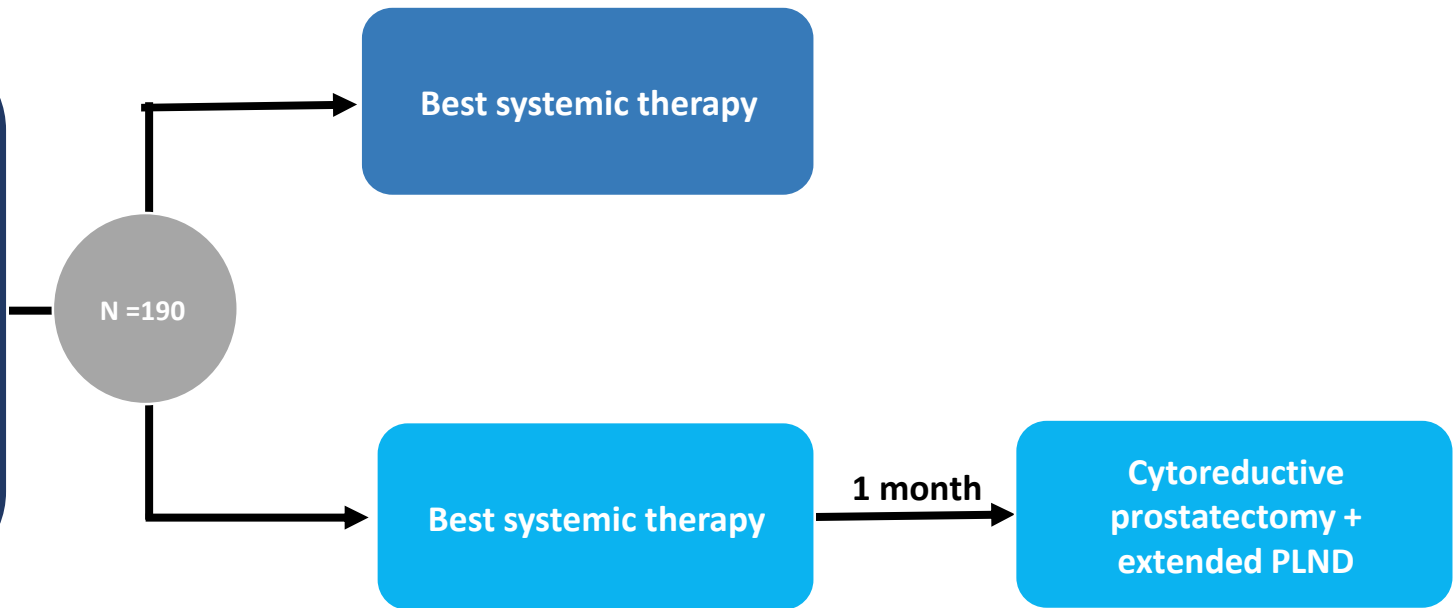 Best systemic therapy
N =190
Best systemic therapy
1 month
Cytoreductive
prostatectomy +
extended PLND